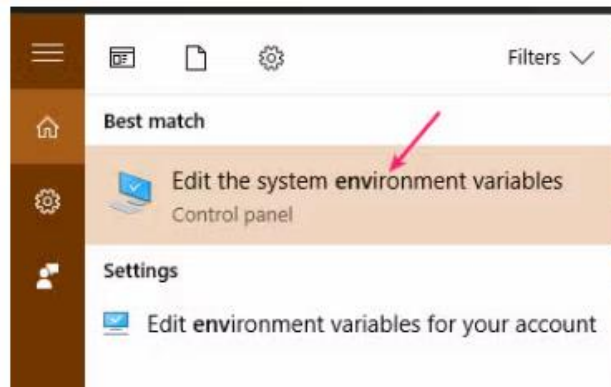 Filters
Best match
Edit the system environment variables
Control panel
Settings
Edit environment variables for your account